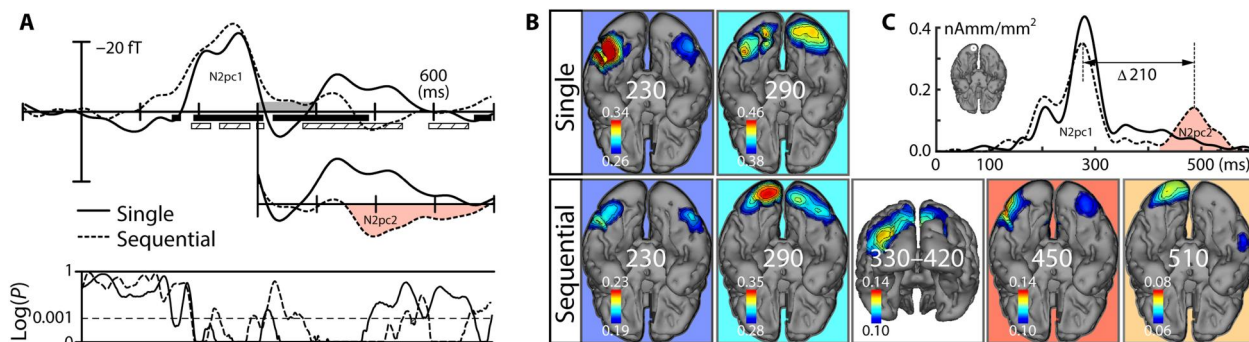 A
−20 fT
N2pc1
600
(ms)
N2pc2
Single
Sequential
Log(P)
1
0.001
0
B
Single
230
0.34
0.26
290
0.46
0.38
Sequential
230
0.23
0.19
290
0.35
0.28
330–420
0.14
0.10
450
0.14
0.10
510
0.08
0.06
C
0.4
nAmm/mm²
Δ 210
0.2
N2pc1
N2pc2
0.0
0
100
300
500 (ms)